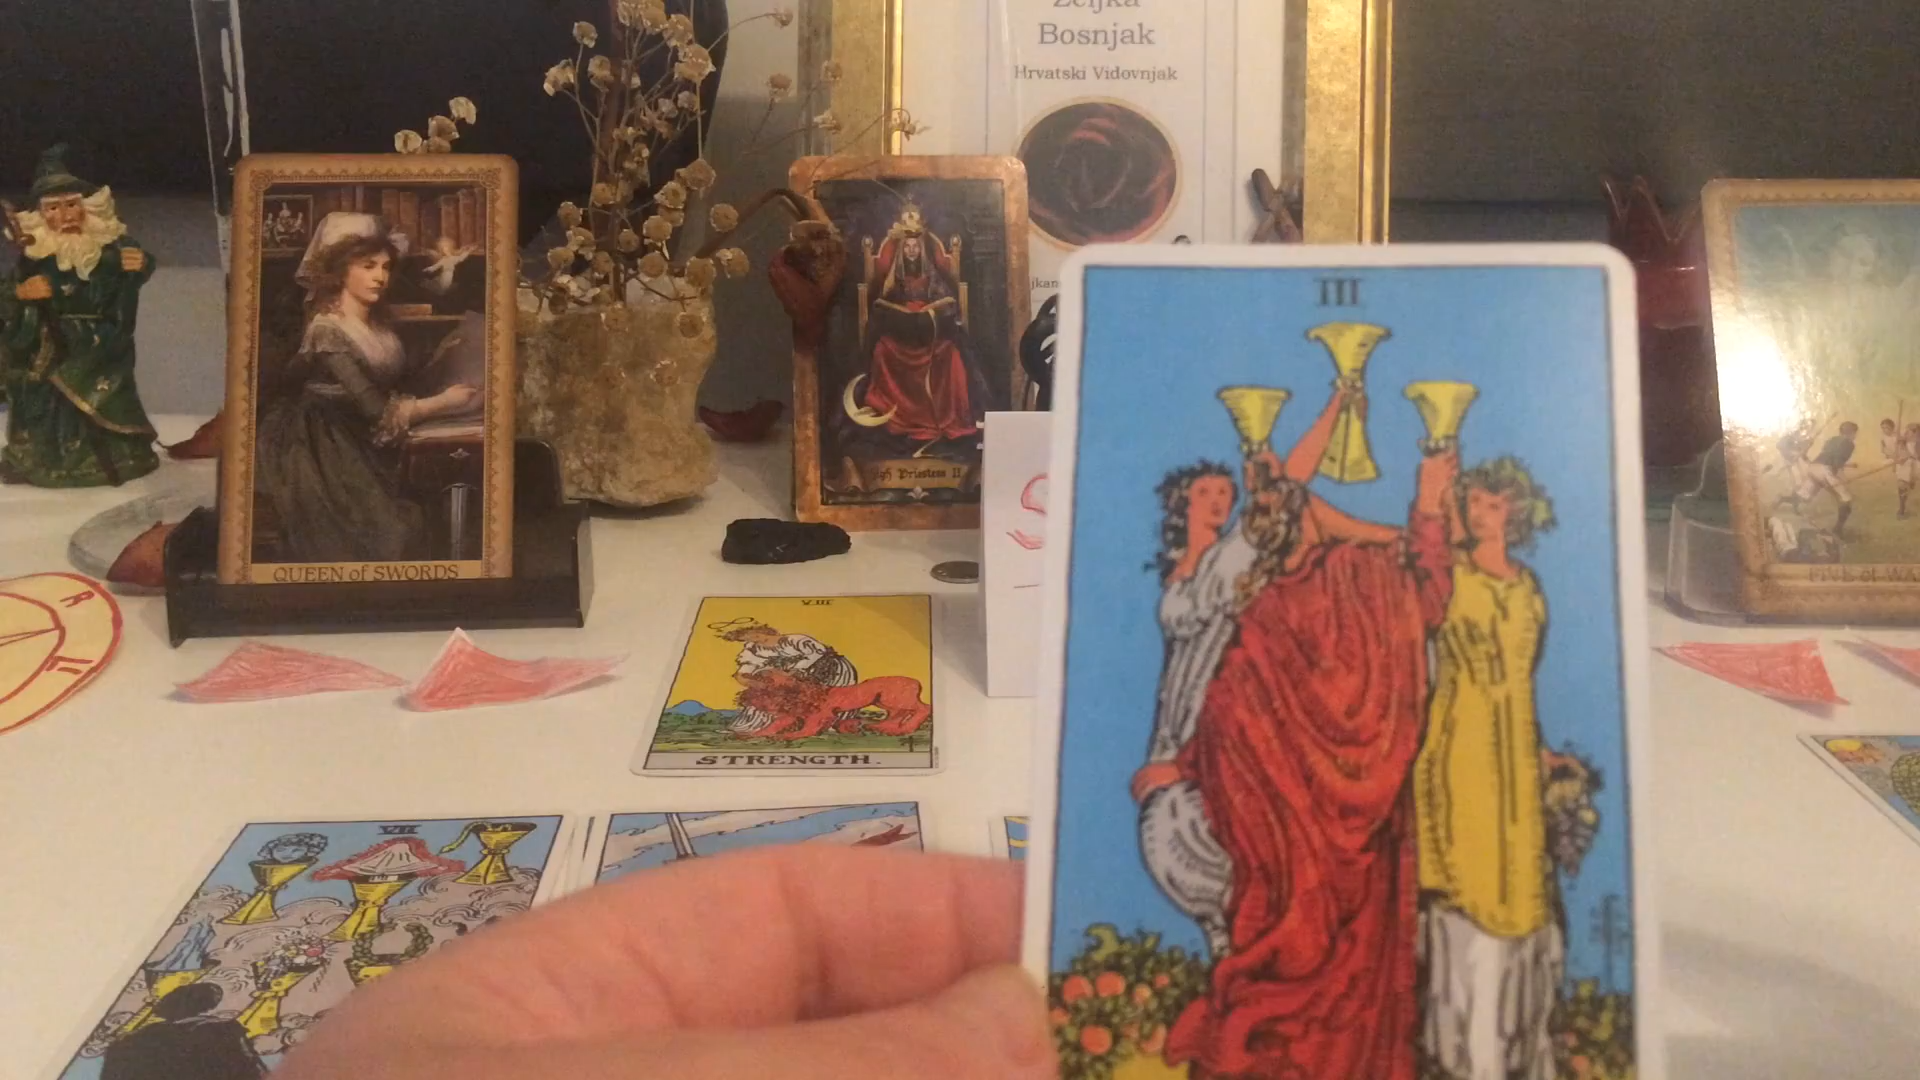 Bosnjak
Hrvatski Vidovnjak
III
High Priestess II
QUEEN of SWORDS
VIII
STRENGTH.
R
VII